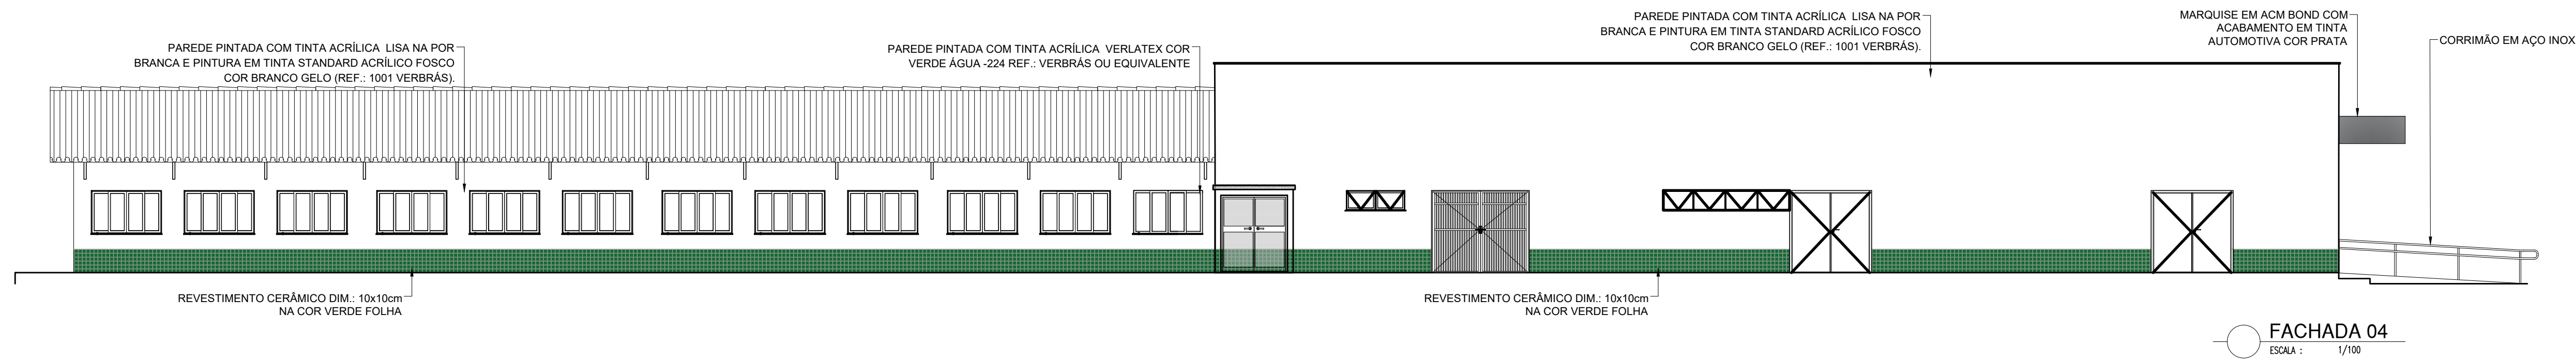 PAREDE PINTADA COM TINTA ACRÍLICA  LISA NA POR
BRANCA E PINTURA EM TINTA STANDARD ACRÍLICO FOSCO
COR BRANCO GELO (REF.: 1001 VERBRÁS).
PAREDE PINTADA COM TINTA ACRÍLICA  VERLATEX COR
VERDE ÁGUA -224 REF.: VERBRÁS OU EQUIVALENTE
PAREDE PINTADA COM TINTA ACRÍLICA  LISA NA POR
BRANCA E PINTURA EM TINTA STANDARD ACRÍLICO FOSCO
COR BRANCO GELO (REF.: 1001 VERBRÁS).
MARQUISE EM ACM BOND COM
ACABAMENTO EM TINTA
AUTOMOTIVA COR PRATA
CORRIMÃO EM AÇO INOX
REVESTIMENTO CERÂMICO DIM.: 10x10cm
NA COR VERDE FOLHA
REVESTIMENTO CERÂMICO DIM.: 10x10cm
NA COR VERDE FOLHA
FACHADA 04
ESCALA : 1/100